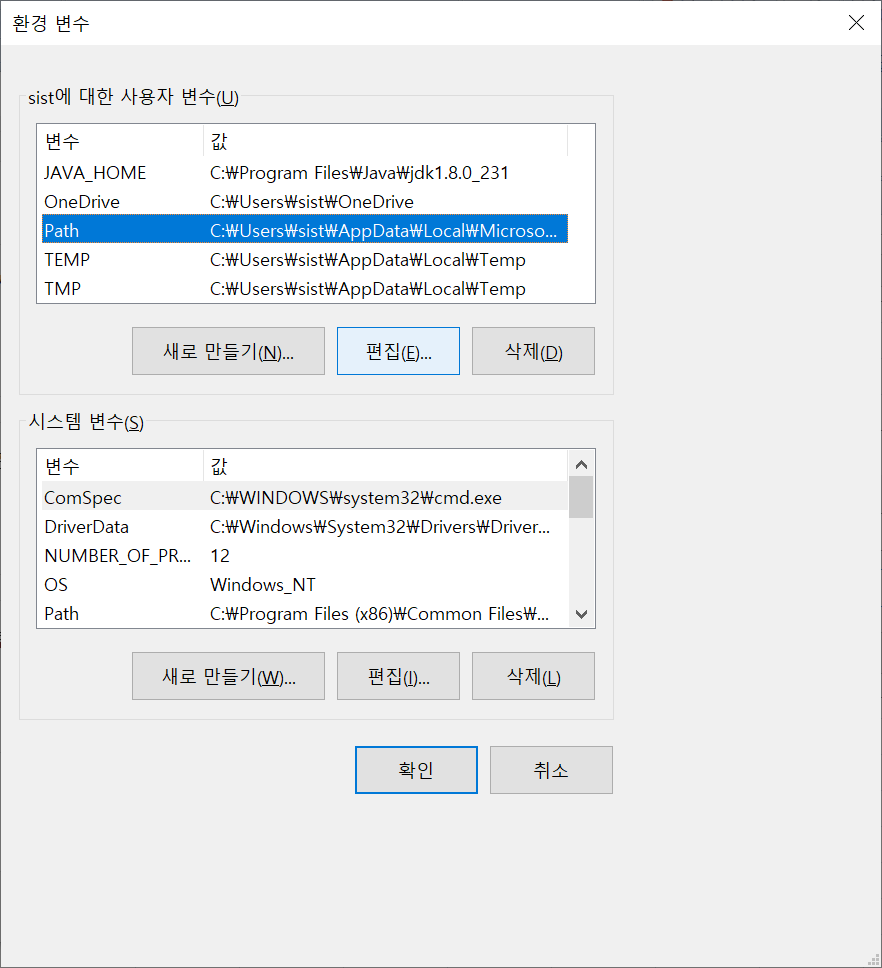 환경 변수
sist에 대한 사용자 변수(U)
변수 값
JAVA_HOME C:₩Program Files₩Java₩jdk1.8.0_231
OneDrive C:₩Users₩sist₩OneDrive
Path C:₩Users₩sist₩AppData₩Local₩Microso...
TEMP C:₩Users₩sist₩AppData₩Local₩Temp
TMP C:₩Users₩sist₩AppData₩Local₩Temp
새로 만들기(N)... 편집(E)... 삭제(D)
시스템 변수(S)
변수 값
ComSpec C:₩WINDOWS₩system32₩cmd.exe
DriverData C:₩Windows₩System32₩Drivers₩Driver...
NUMBER_OF_PR... 12
OS Windows_NT
Path C:₩Program Files (x86)₩Common Files₩...
새로 만들기(W)... 편집(I)... 삭제(L)
확인 취소